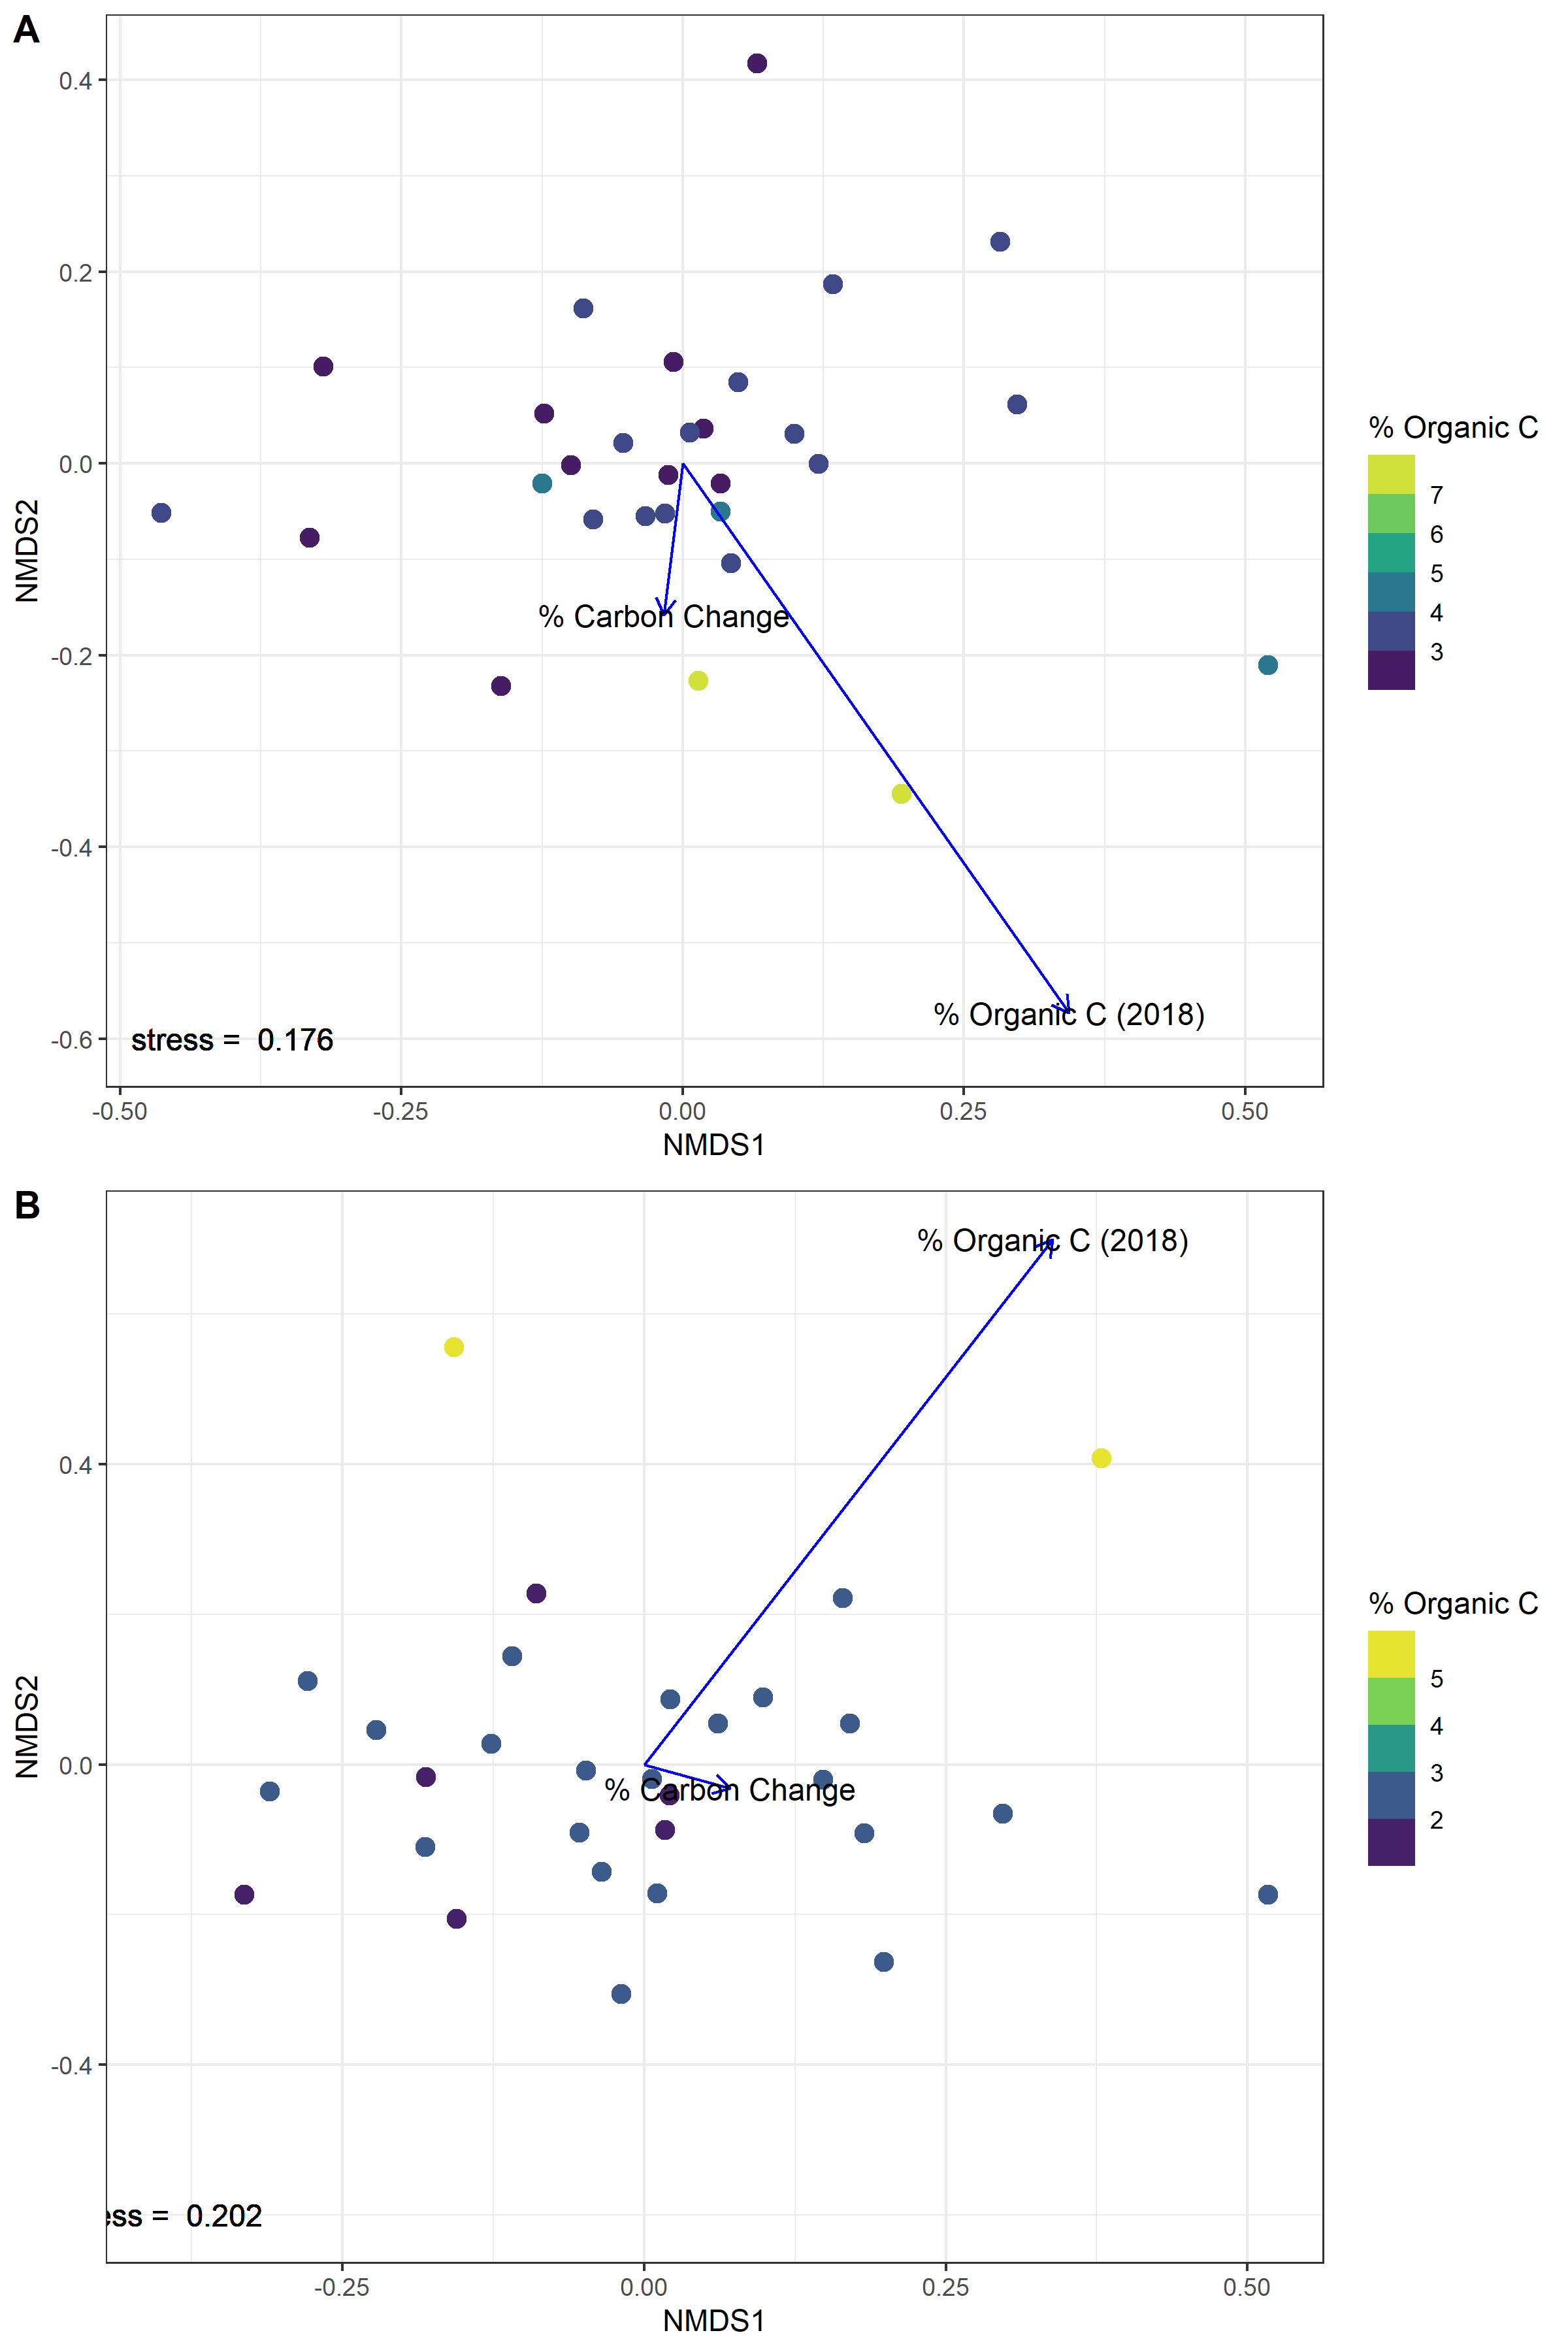 A
0.4
0.2
0.0
-0.2
-0.4
-0.6
NMDS2
% Carbon Change
% Organic C (2018)
stress = 0.176
-0.50
-0.25
0.00
0.25
0.50
NMDS1
% Organic C
7
6
5
4
3
B
0.4
0.0
-0.4
NMDS2
% Organic C (2018)
% Carbon Change
ess = 0.202
-0.25
0.00
0.25
0.50
NMDS1
% Organic C
5
4
3
2